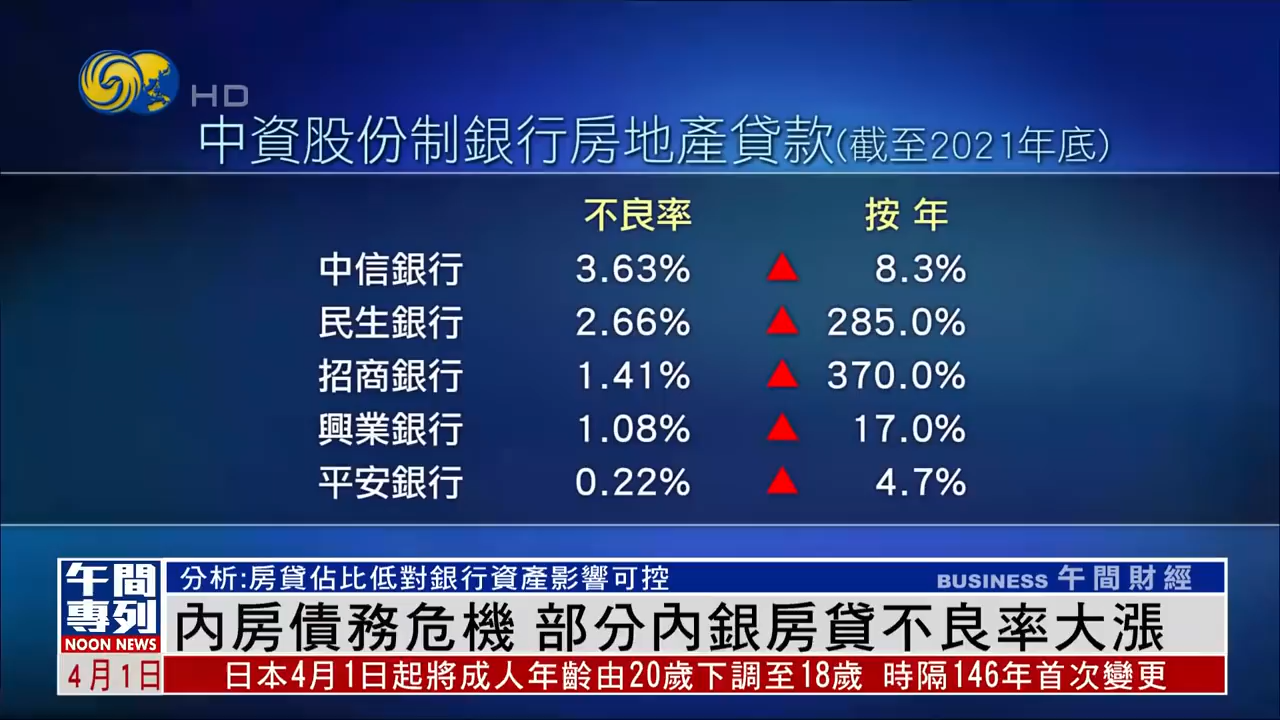 HD
中資股份制銀行房地產貸款(截至2021年底)
不良率 按年
中信銀行 3.63% ▲ 8.3%
民生銀行 2.66% ▲ 285.0%
招商銀行 1.41% ▲ 370.0%
興業銀行 1.08% ▲ 17.0%
平安銀行 0.22% ▲ 4.7%
午間專列
NOON NEWS
4月1日
分析:房貸佔比低對銀行資產影響可控
BUSINESS 午間財經
內房債務危機 部分內銀房貸不良率大漲
日本4月1日起將成人年齡由20歲下調至18歲 時隔146年首次變更